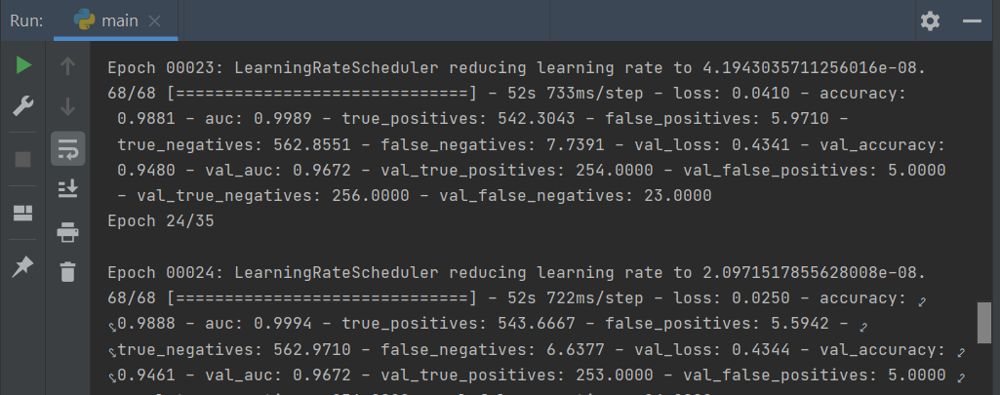 Run: main
Epoch 00023: LearningRateScheduler reducing learning rate to 4.1943035711256016e-08.
68/68 [==============================] - 52s 733ms/step - loss: 0.0410 - accuracy:
0.9881 - auc: 0.9989 - true_positives: 542.3043 - false_positives: 5.9710 -
true_negatives: 562.8551 - false_negatives: 7.7391 - val_loss: 0.4341 - val_accuracy:
0.9480 - val_auc: 0.9672 - val_true_positives: 254.0000 - val_false_positives: 5.0000
- val_true_negatives: 256.0000 - val_false_negatives: 23.0000
Epoch 24/35
Epoch 00024: LearningRateScheduler reducing learning rate to 2.0971517855628008e-08.
68/68 [==============================] - 52s 722ms/step - loss: 0.0250 - accuracy:
0.9888 - auc: 0.9994 - true_positives: 543.6667 - false_positives: 5.5942 -
true_negatives: 562.9710 - false_negatives: 6.6377 - val_loss: 0.4344 - val_accuracy:
0.9461 - val_auc: 0.9672 - val_true_positives: 253.0000 - val_false_positives: 5.0000